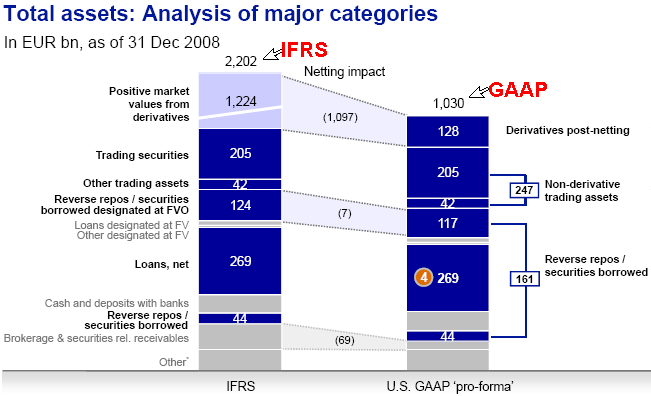 Total assets: Analysis of major categories
In EUR bn, as of 31 Dec 2008
2,202
IFRS
Netting impact
1,030
GAAP
Positive market
values from
derivatives
1,224
(1,097)
128
Derivatives post-netting
Trading securities
205
205
247
Non-derivative
trading assets
Other trading assets
42
42
Reverse repos / securities
borrowed designated at FVO
124
(7)
117
Loans designated at FV
Other designated at FV
Loans, net
269
4
269
161
Reverse repos /
securities borrowed
Cash and deposits with banks
Reverse repos /
securities borrowed
44
44
Brokerage & securities rel. receivables
(69)
Other*
IFRS
U.S. GAAP 'pro-forma'